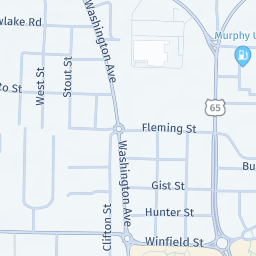 wlake Rd
Washington Ave
Murphy U
Stout St
West St
o St
65
Fleming St
Washington Ave
Bu
Gist St
Clifton St
Hunter St
Winfield St